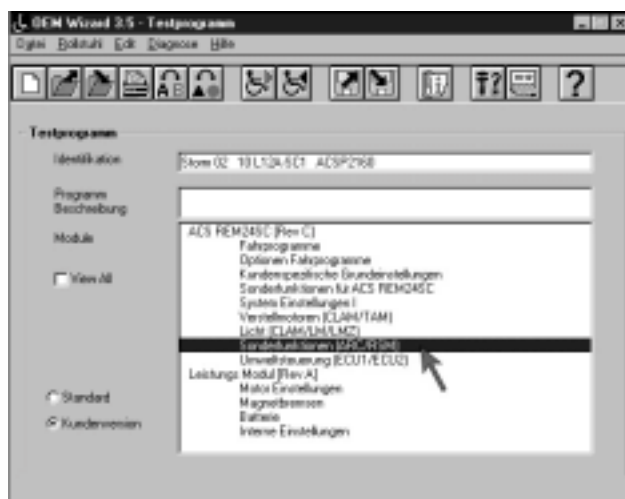 OEM Wizard 3.5 - Testprogramm
Datei Rollstuhl Edit Diagnose Hilfe
Testprogramm
Identifikation
Storm 02 10 L12A-SC1 ACSP2160
Programm
Beschreibung
Module
ACS REM24SC [Rev C]
Fahrprogramme
Optionen Fahrprogramme
Kundenspezifische Grundeinstellungen
View All
Sonderfunktionen für ACS REM24SC
System Einstellungen I
Verstellmotoren (CLAM/TAM)
Licht (CLAM/LM/LMZ)
Sonderfunktionen (ARC/RSM)
Umweltsteuerung (ECU1/ECU2)
Leistungs Modul [Rev A]
Standard
Motor Einstellungen
Magnetbremsen
Kundenversion
Batterie
Interne Einstellungen